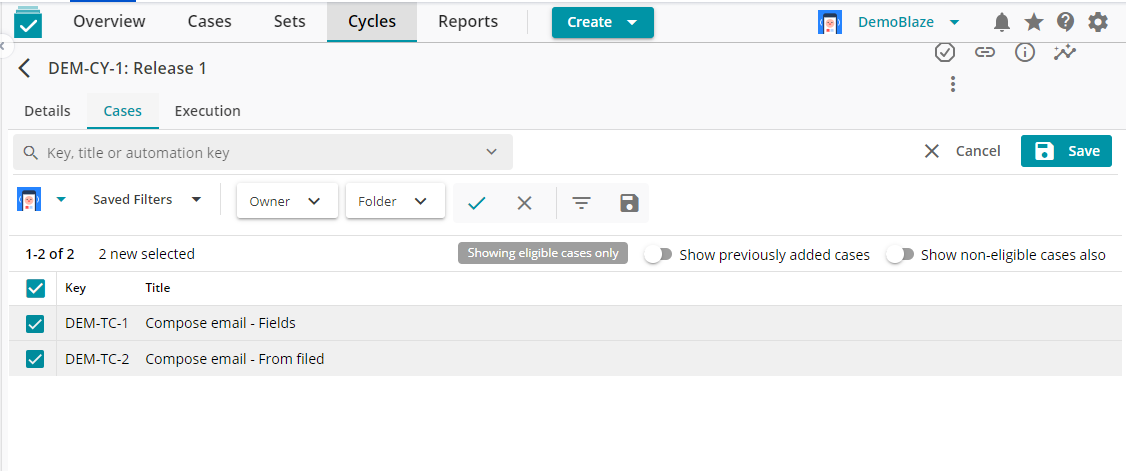 Overview Cases Sets Cycles Reports Create DemoBlaze
DEM-CY-1: Release 1
Details Cases Execution
Key, title or automation key Cancel Save
Saved Filters Owner Folder
1-2 of 2 2 new selected Showing eligible cases only Show previously added cases Show non-eligible cases also
Key Title
DEM-TC-1 Compose email - Fields
DEM-TC-2 Compose email - From filed